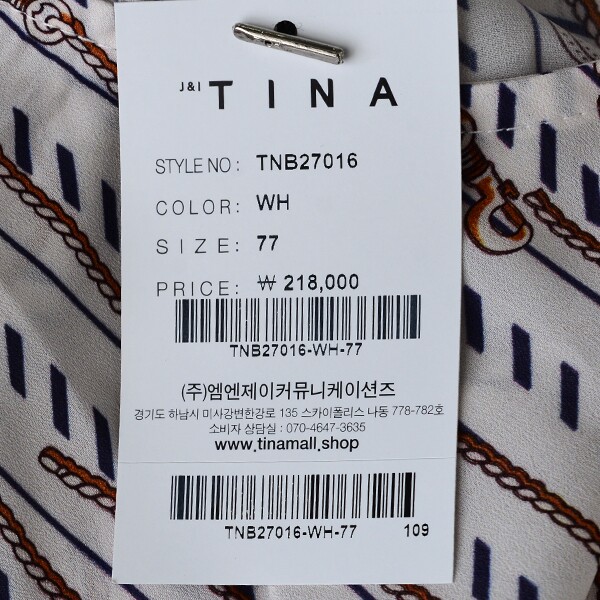 J&I TINA
STYLE NO : TNB27016
COLOR: WH
SIZE: 77
PRICE: ₩ 218,000
TNB27016-WH-77
(주)엠엔제이커뮤니케이션즈
경기도 하남시 미사강변한강로 135 스카이폴리스 나동 778-782호
소비자 상담실 : 070-4647-3635
www.tinamall.shop
TNB27016-WH-77 109